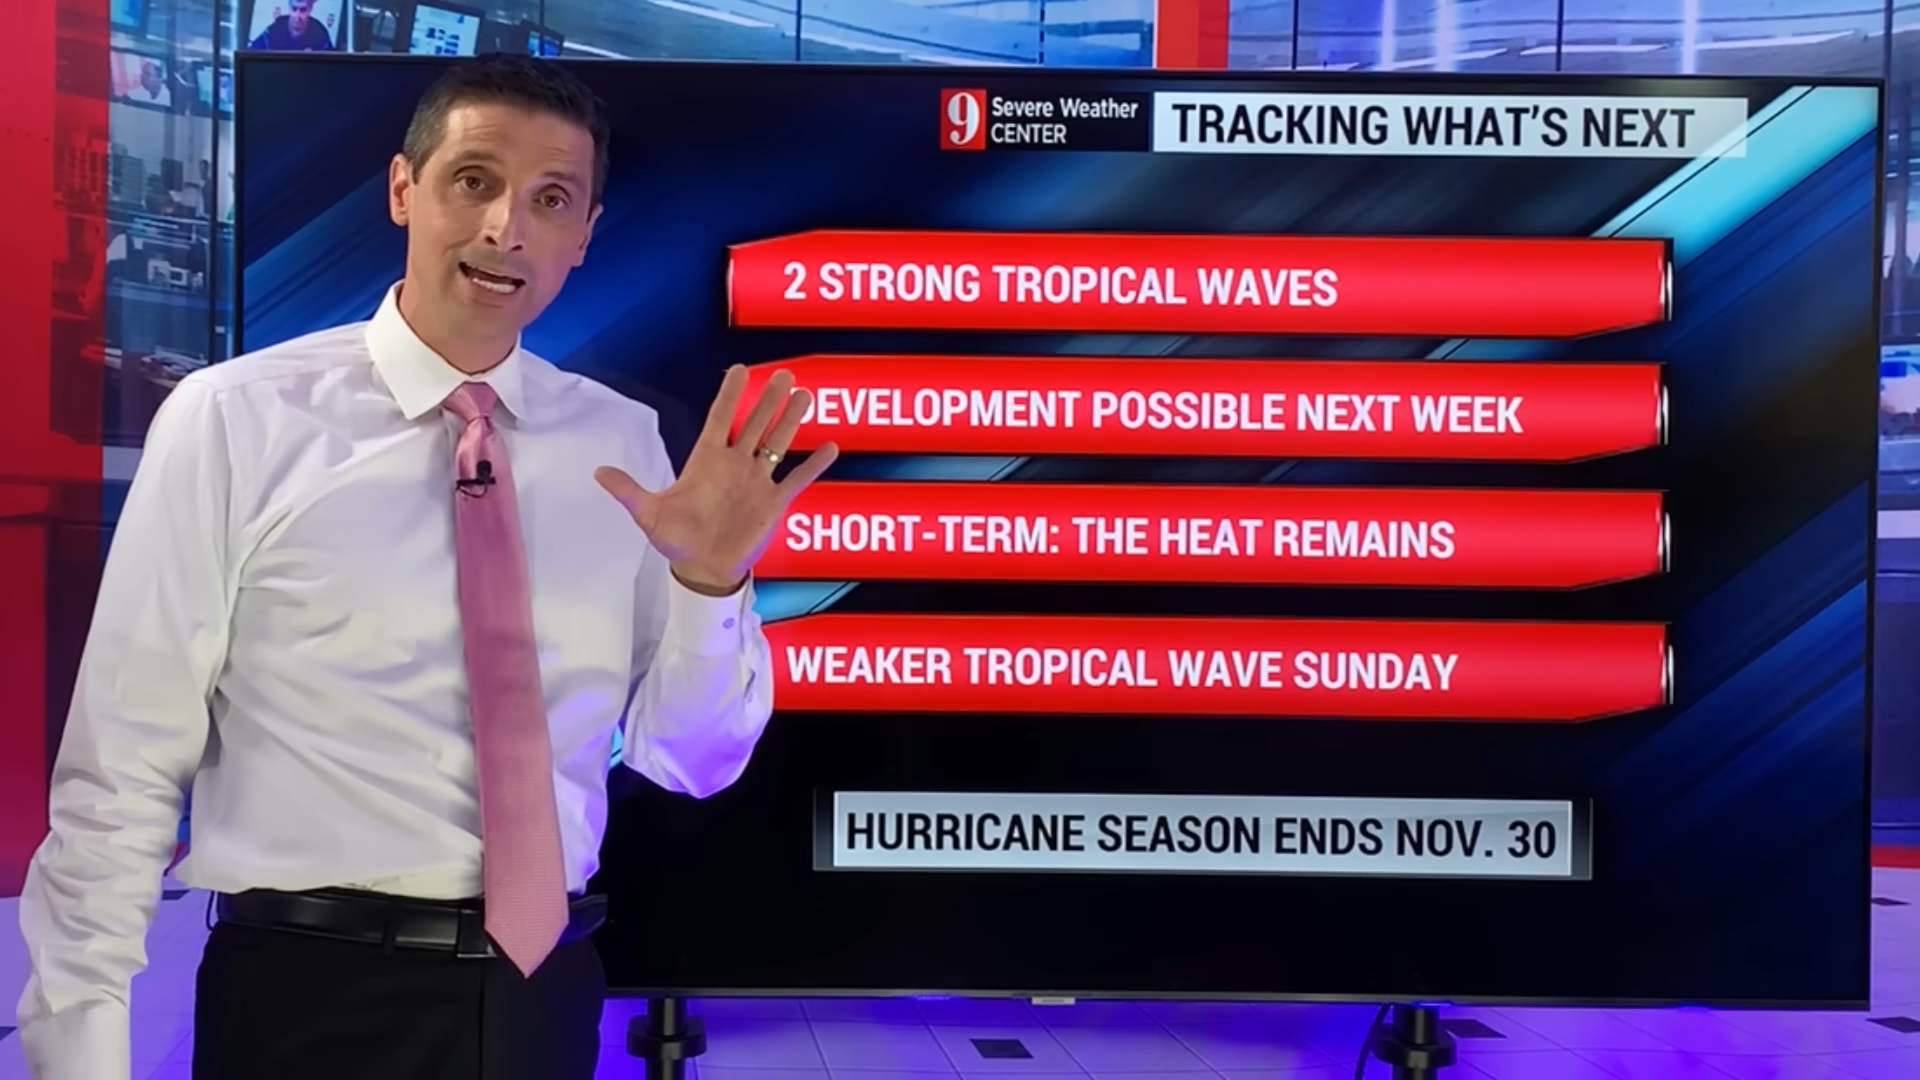 9 Severe Weather
CENTER
TRACKING WHAT'S NEXT
2 STRONG TROPICAL WAVES
DEVELOPMENT POSSIBLE NEXT WEEK
SHORT-TERM: THE HEAT REMAINS
WEAKER TROPICAL WAVE SUNDAY
HURRICANE SEASON ENDS NOV. 30